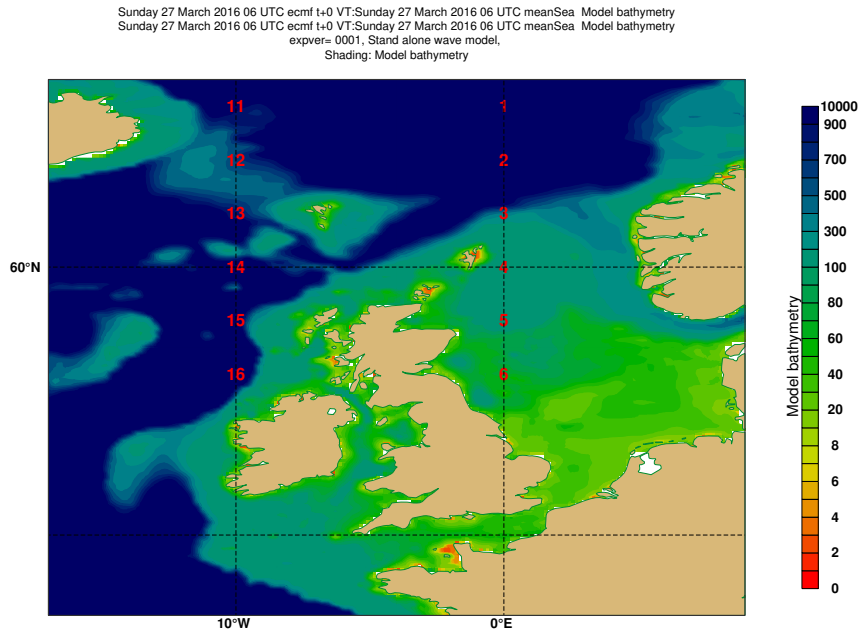 Sunday 27 March 2016 06 UTC ecmf t+0 VT:Sunday 27 March 2016 06 UTC meanSea Model bathymetry
Sunday 27 March 2016 06 UTC ecmf t+0 VT:Sunday 27 March 2016 06 UTC meanSea Model bathymetry
expver= 0001, Stand alone wave model,
Shading: Model bathymetry
11 1
12 2
13 3
60°N 14 4
15 5
16 6
10°W 0°E
Model bathymetry
10000
900
700
500
300
100
80
60
40
20
8
6
4
2
0